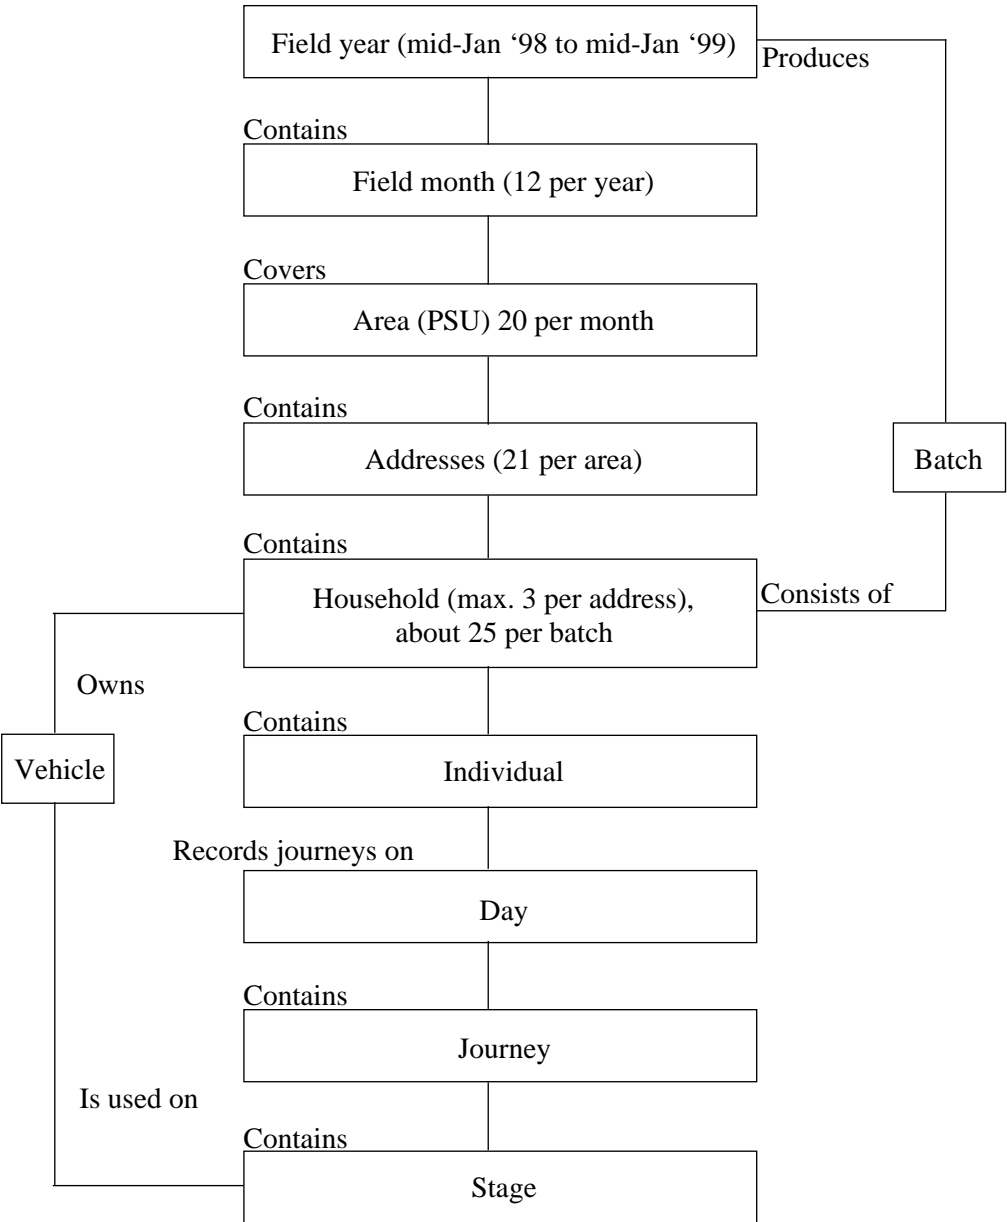 Field year (mid-Jan ‘98 to mid-Jan ‘99)
Produces
Contains
Field month (12 per year)
Covers
Area (PSU) 20 per month
Contains
Addresses (21 per area)
Batch
Contains
Household (max. 3 per address),
about 25 per batch
Consists of
Owns
Contains
Vehicle
Individual
Records journeys on
Day
Contains
Journey
Is used on
Contains
Stage